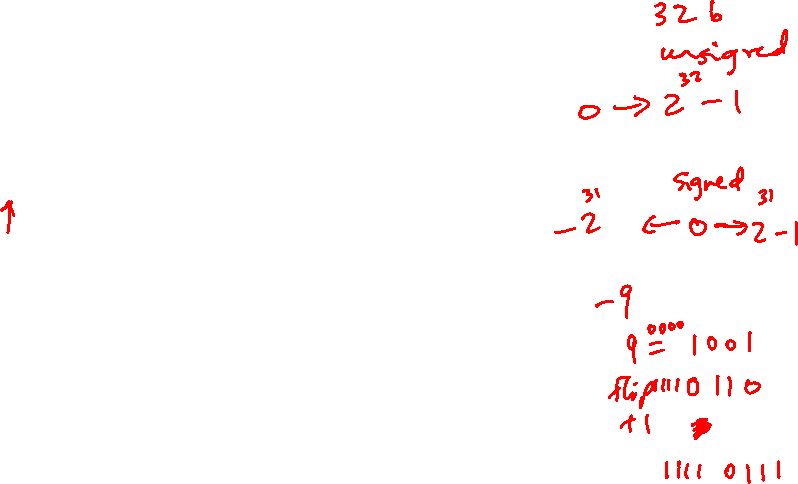 32 b
unsigned
0 → 2^32 - 1
signed
-2^31 ← 0 → 2^31 - 1
-9
9 = 0000 1001
flip 1111 0110
+1
1111 0111